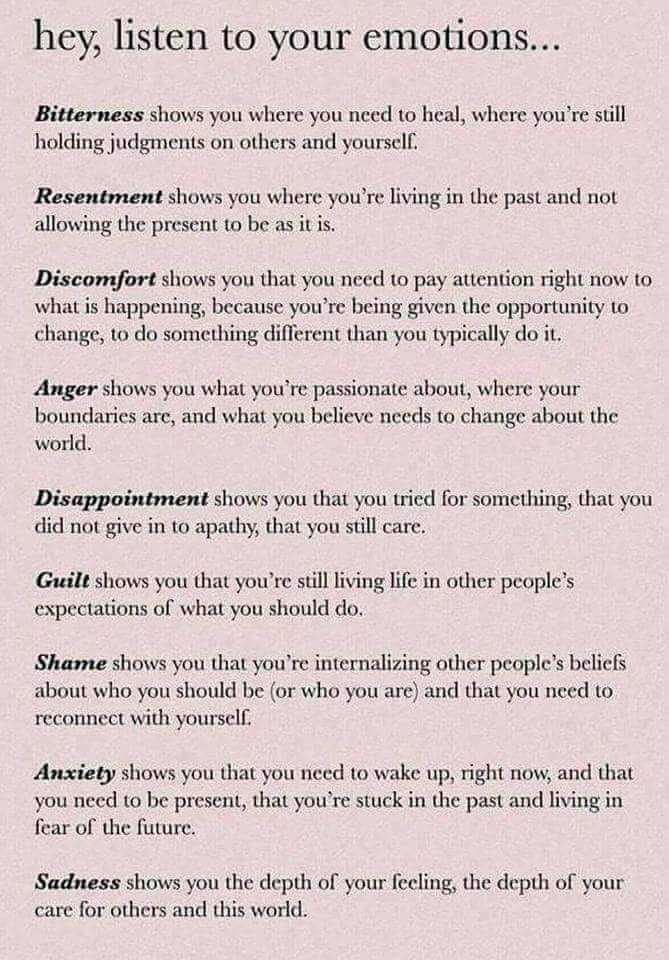 hey, listen to your emotions...
Bitterness shows you where you need to heal, where you're still
holding judgments on others and yourself.
Resentment shows you where you're living in the past and not
allowing the present to be as it is.
Discomfort shows you that you need to pay attention right now to
what is happening, because you're being given the opportunity to
change, to do something different than you typically do it.
Anger shows you what you're passionate about, where your
boundaries are, and what you believe needs to change about the
world.
Disappointment shows you that you tried for something, that you
did not give in to apathy, that you still care.
Guilt shows you that you're still living life in other people's
expectations of what you should do.
Shame shows you that you're internalizing other people's beliefs
about who you should be (or who you are) and that you need to
reconnect with yourself.
Anxiety shows you that you need to wake up, right now, and that
you need to be present, that you're stuck in the past and living in
fear of the future.
Sadness shows you the depth of your feeling, the depth of your
care for others and this world.